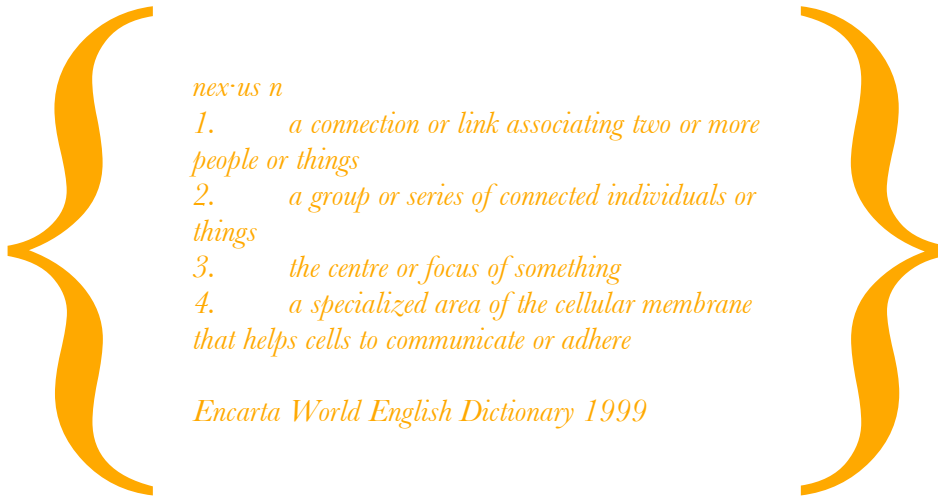 nex·us n
1. a connection or link associating two or more
people or things
2. a group or series of connected individuals or
things
3. the centre or focus of something
4. a specialized area of the cellular membrane
that helps cells to communicate or adhere
Encarta World English Dictionary 1999